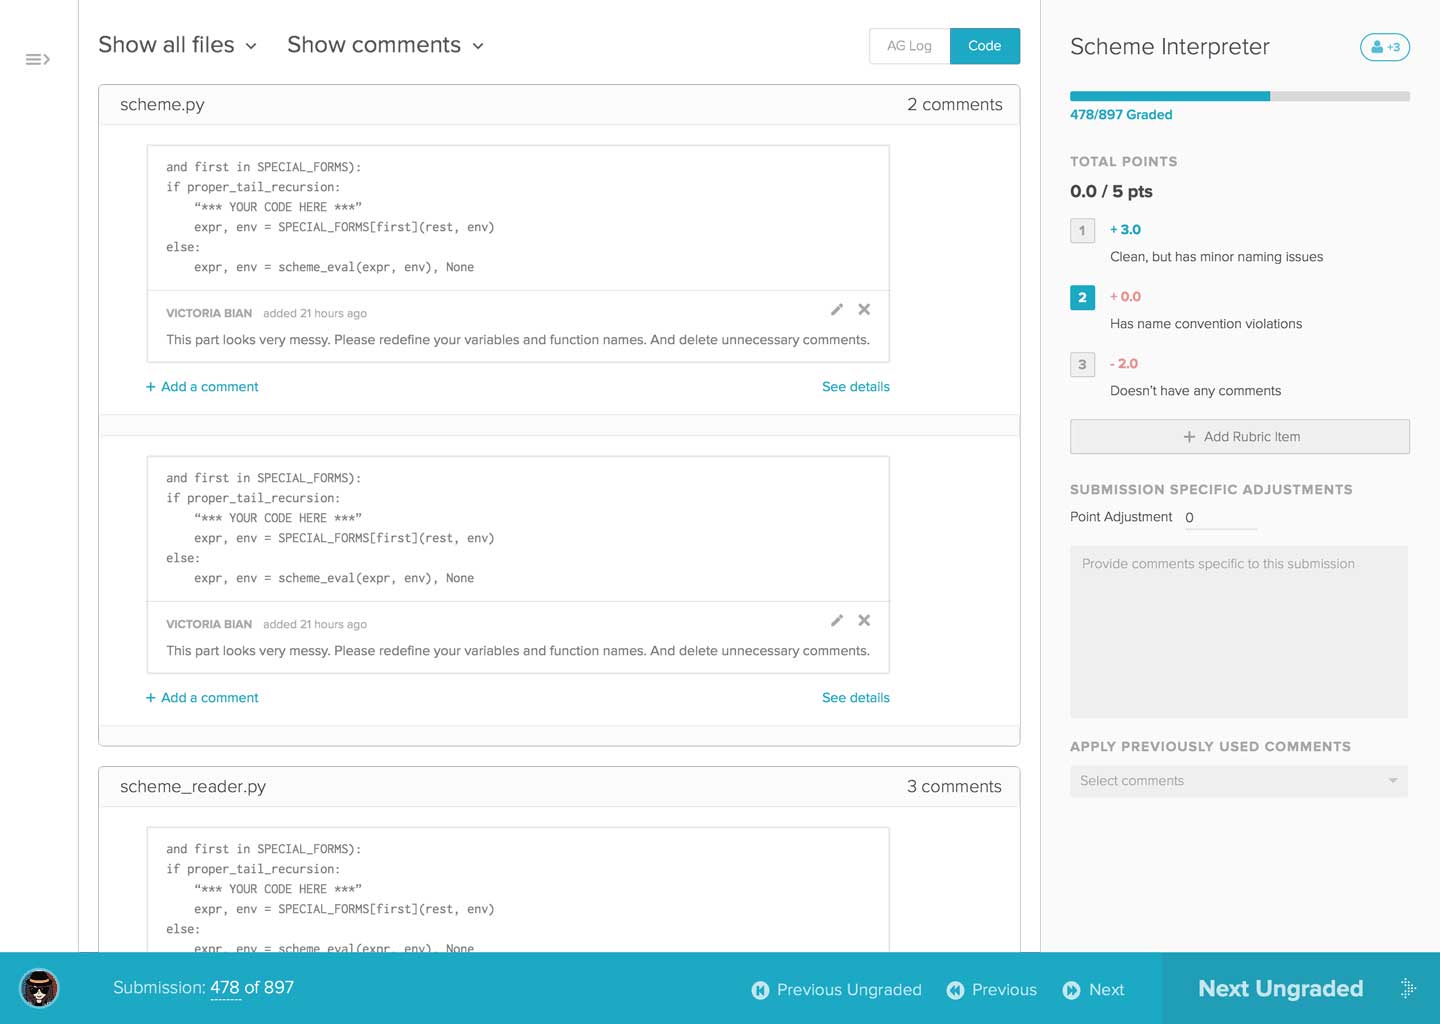 Show all files
Show comments
AG Log
Code
scheme.py
2 comments
and first in SPECIAL_FORMS):
if proper_tail_recursion:
“*** YOUR CODE HERE ***”
expr, env = SPECIAL_FORMS[first](rest, env)
else:
expr, env = scheme_eval(expr, env), None
VICTORIA BIAN added 21 hours ago
This part looks very messy. Please redefine your variables and function names. And delete unnecessary comments.
+ Add a comment
See details
and first in SPECIAL_FORMS):
if proper_tail_recursion:
“*** YOUR CODE HERE ***”
expr, env = SPECIAL_FORMS[first](rest, env)
else:
expr, env = scheme_eval(expr, env), None
VICTORIA BIAN added 21 hours ago
This part looks very messy. Please redefine your variables and function names. And delete unnecessary comments.
+ Add a comment
See details
scheme_reader.py
3 comments
and first in SPECIAL_FORMS):
if proper_tail_recursion:
“*** YOUR CODE HERE ***”
expr, env = SPECIAL_FORMS[first](rest, env)
else:
expr, env = scheme_eval(expr, env), None
Scheme Interpreter
+3
478/897 Graded
TOTAL POINTS
0.0 / 5 pts
1 + 3.0
Clean, but has minor naming issues
2 + 0.0
Has name convention violations
3 - 2.0
Doesn’t have any comments
+ Add Rubric Item
SUBMISSION SPECIFIC ADJUSTMENTS
Point Adjustment 0
Provide comments specific to this submission
APPLY PREVIOUSLY USED COMMENTS
Select comments
Submission: 478 of 897
Previous Ungraded
Previous
Next
Next Ungraded